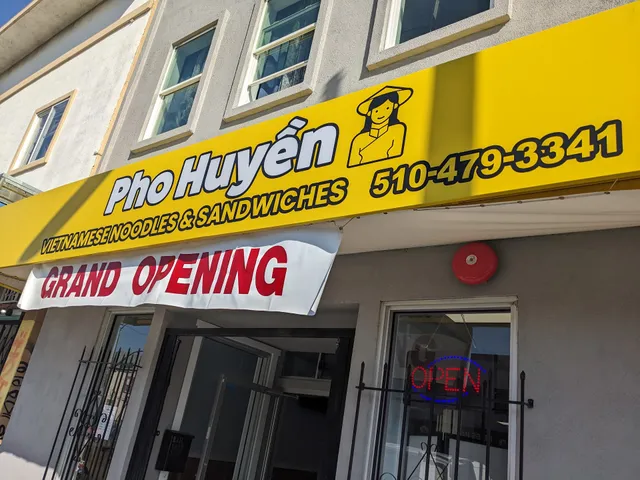 Pho Huyền
VIETNAMESE NOODLES & SANDWICHES
510-479-3341
GRAND OPENING
OPEN